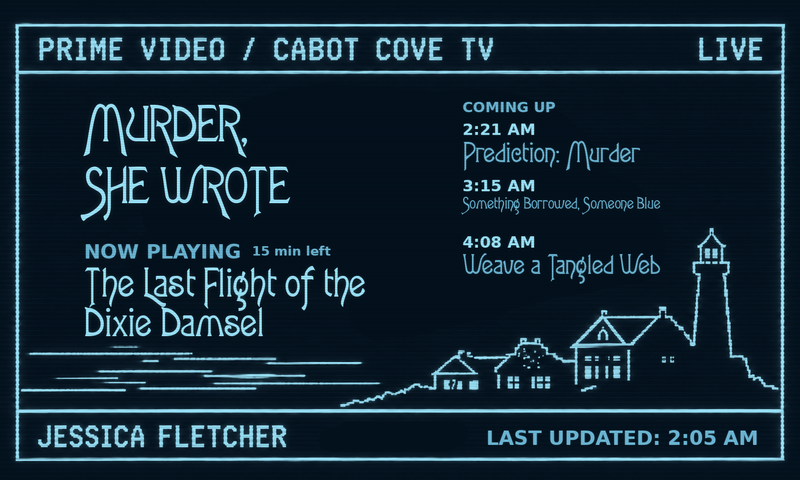 PRIME VIDEO / CABOT COVE TV
LIVE
MURDER,
SHE WROTE
NOW PLAYING 15 min left
The Last Flight of the
Dixie Damsel
COMING UP
2:21 AM
Prediction: Murder
3:15 AM
Something Borrowed, Someone Blue
4:08 AM
Weave a Tangled Web
JESSICA FLETCHER
LAST UPDATED: 2:05 AM